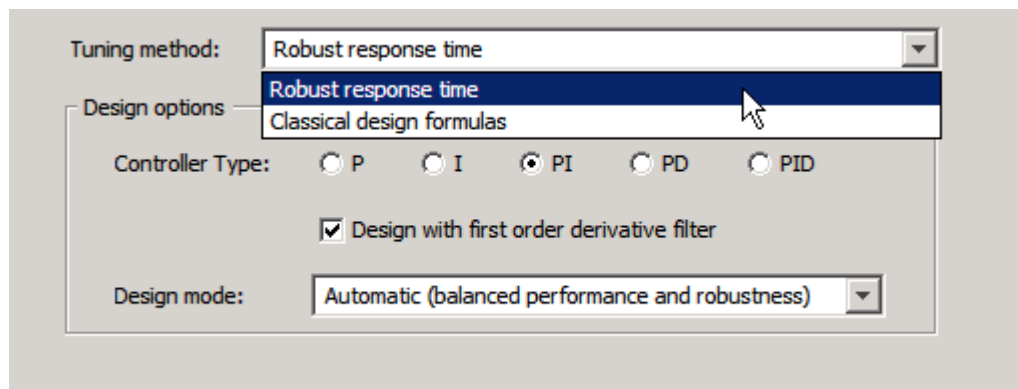 Tuning method: Robust response time
Robust response time
Design options
Classical design formulas
Controller Type: P I PI PD PID
Design with first order derivative filter
Design mode: Automatic (balanced performance and robustness)